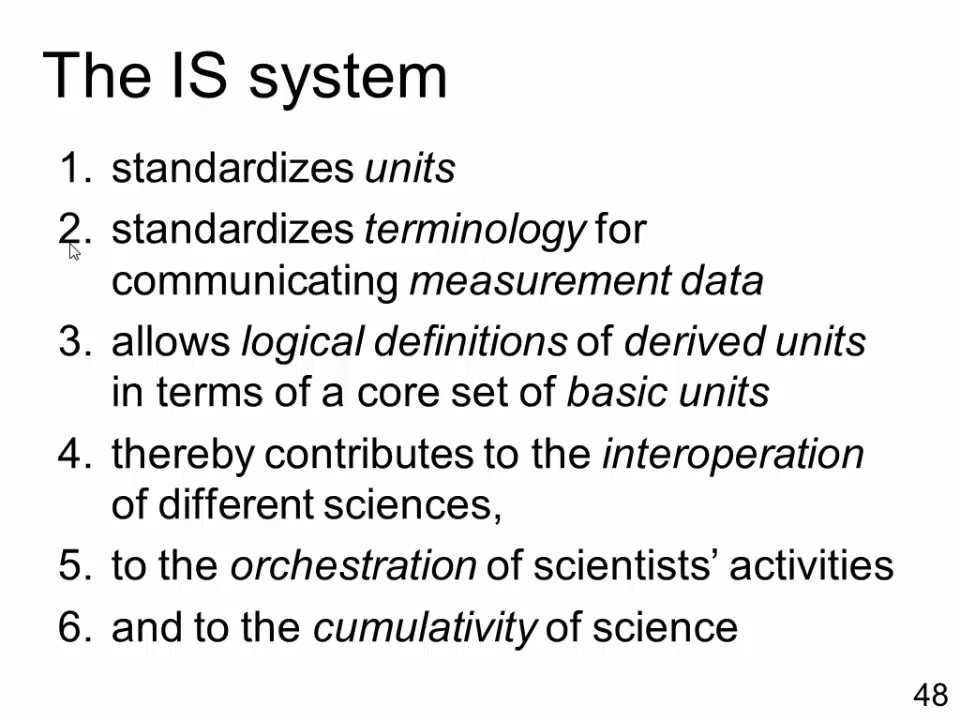 The IS system
1. standardizes units
2. standardizes terminology for
communicating measurement data
3. allows logical definitions of derived units
in terms of a core set of basic units
4. thereby contributes to the interoperation
of different sciences,
5. to the orchestration of scientists’ activities
6. and to the cumulativity of science
48